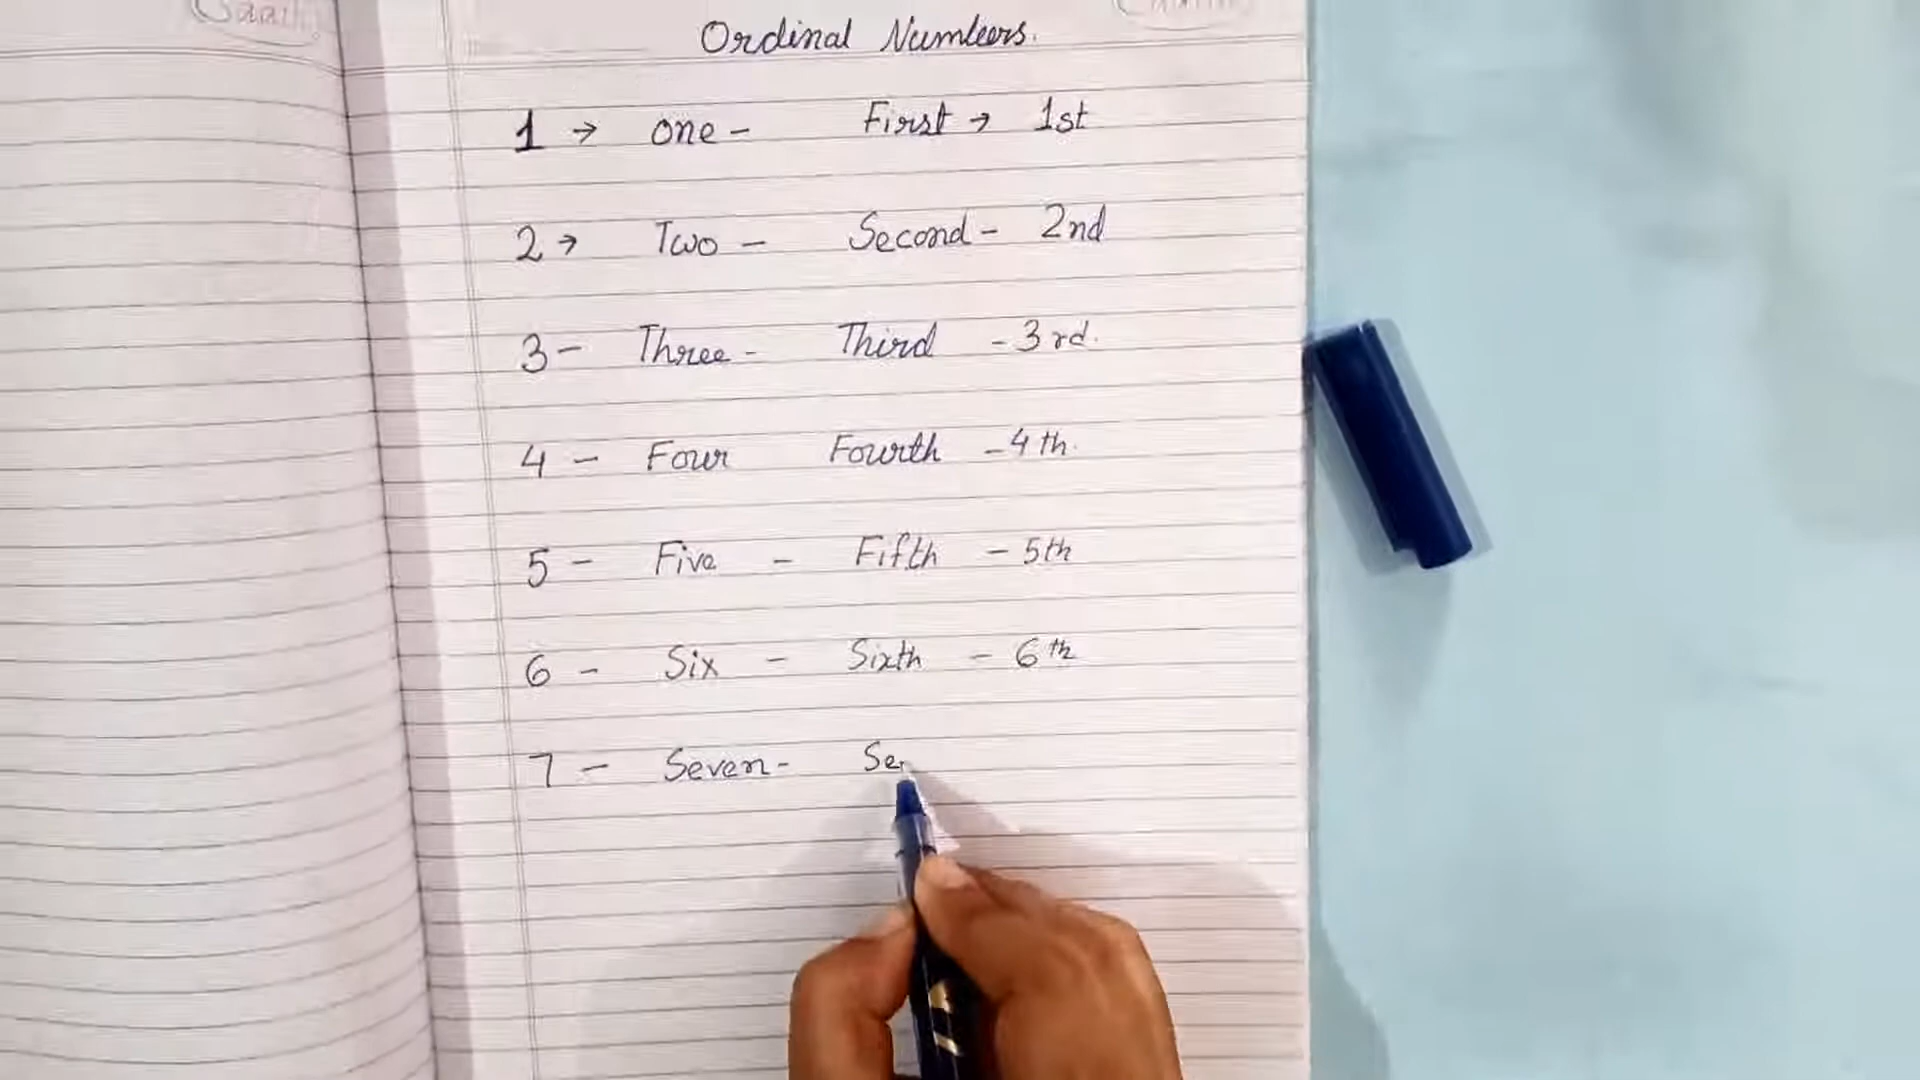 Saathi
Ordinal Numbers.
1 → one - First → 1st
2 → Two - Second - 2nd
3 - Three - Third - 3rd.
4 - Four Fourth - 4th.
5 - Five - Fifth - 5th
6 - Six - Sixth - 6th
7 - Seven - Se